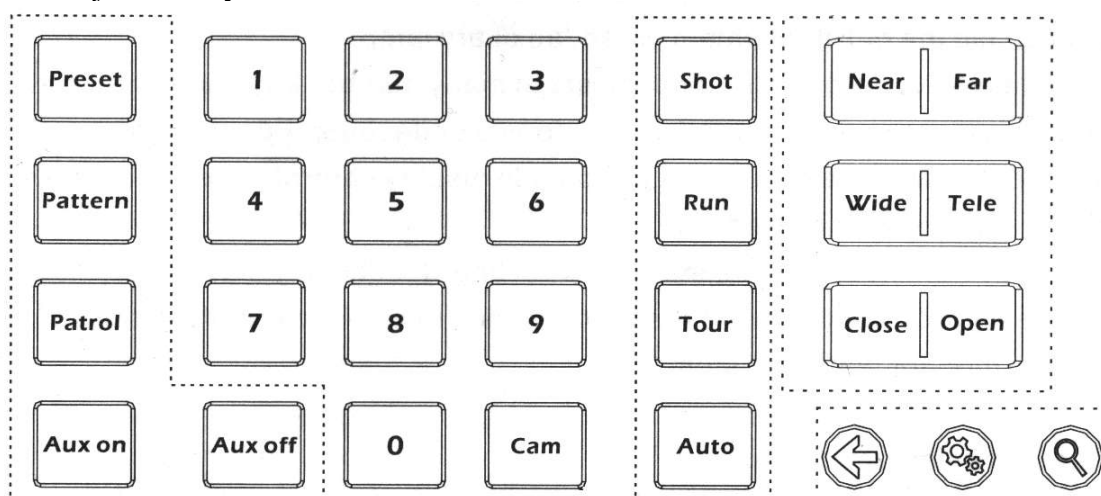 Preset 1 2 3 Shot Near Far
Pattern 4 5 6 Run Wide Tele
Patrol 7 8 9 Tour Close Open
Aux on Aux off 0 Cam Auto